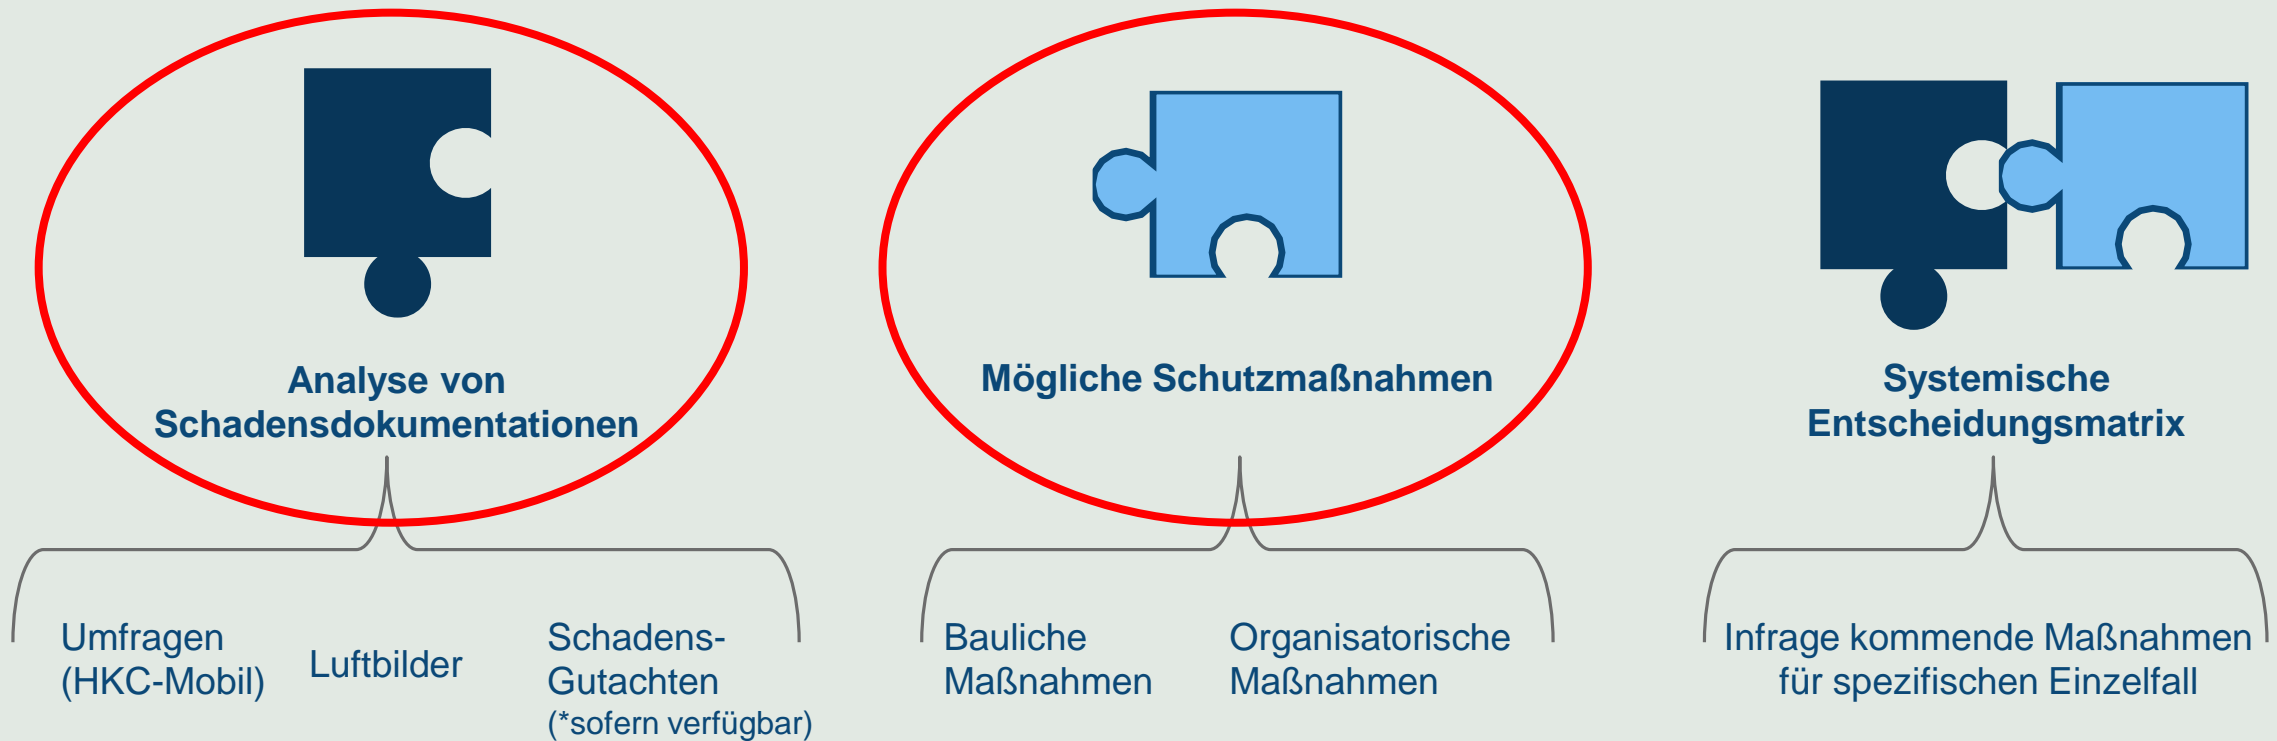 Analyse von
Schadensdokumentationen
Mögliche Schutzmaßnahmen
Systemische
Entscheidungsmatrix
Umfragen
(HKC-Mobil)
Luftbilder
Schadens-
Gutachten
(*sofern verfügbar)
Bauliche
Maßnahmen
Organisatorische
Maßnahmen
Infrage kommende Maßnahmen
für spezifischen Einzelfall